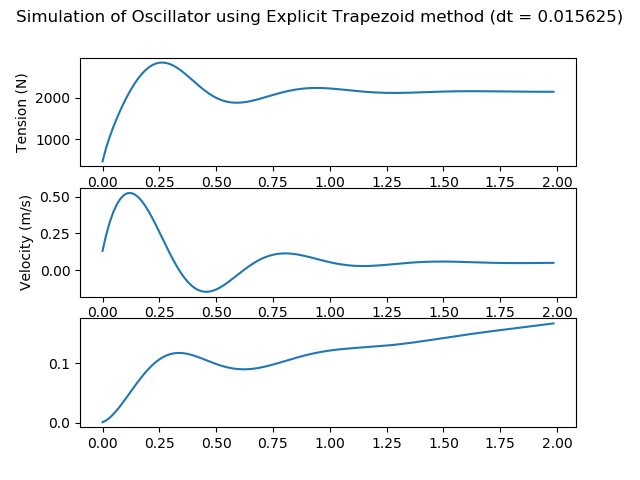 Simulation of Oscillator using Explicit Trapezoid method (dt = 0.015625)
Tension (N)
2000
1000
0.00 0.25 0.50 0.75 1.00 1.25 1.50 1.75 2.00
Velocity (m/s)
0.50
0.25
0.00
0.00 0.25 0.50 0.75 1.00 1.25 1.50 1.75 2.00
0.1
0.0
0.00 0.25 0.50 0.75 1.00 1.25 1.50 1.75 2.00